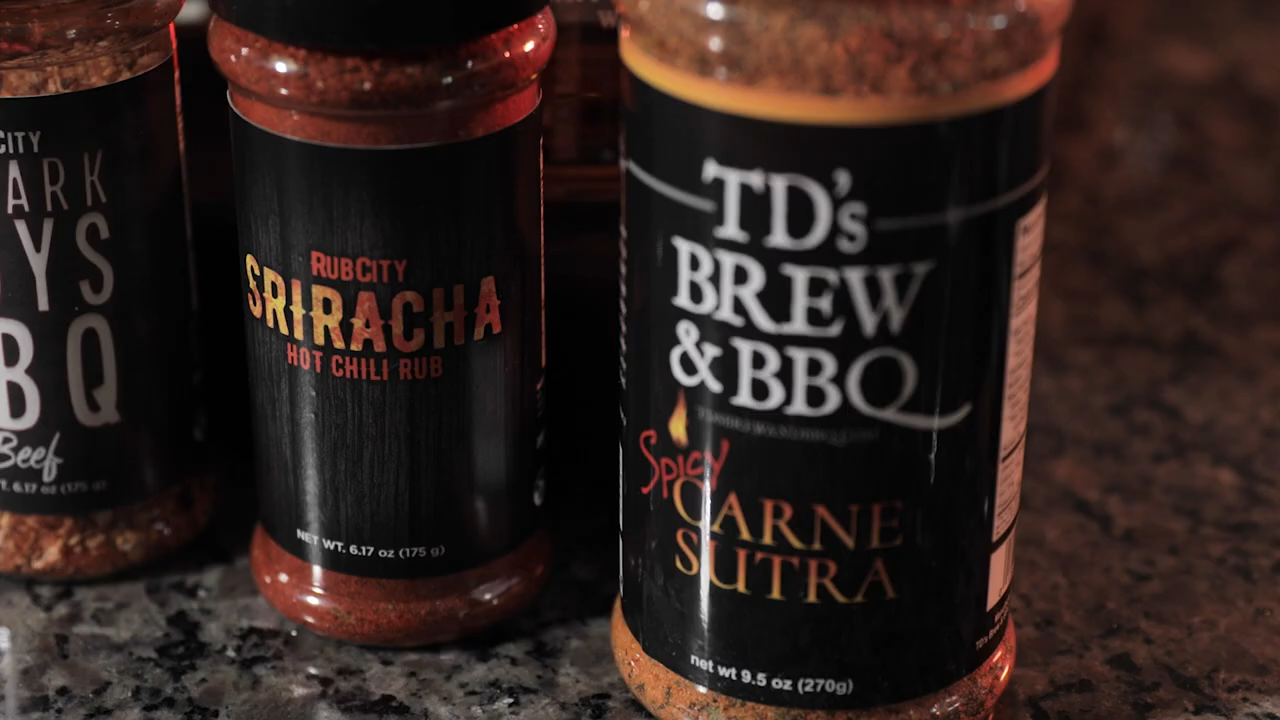 CITY
ARK
YS
BQ
Beef
T. 6.17 oz (175 g)
RUBCITY
SRIRACHA
HOT CHILI RUB
NET WT. 6.17 oz (175 g)
TD's
BREW
& BBQ
Spicy
CARNE
SUTRA
net wt 9.5 oz (270g)